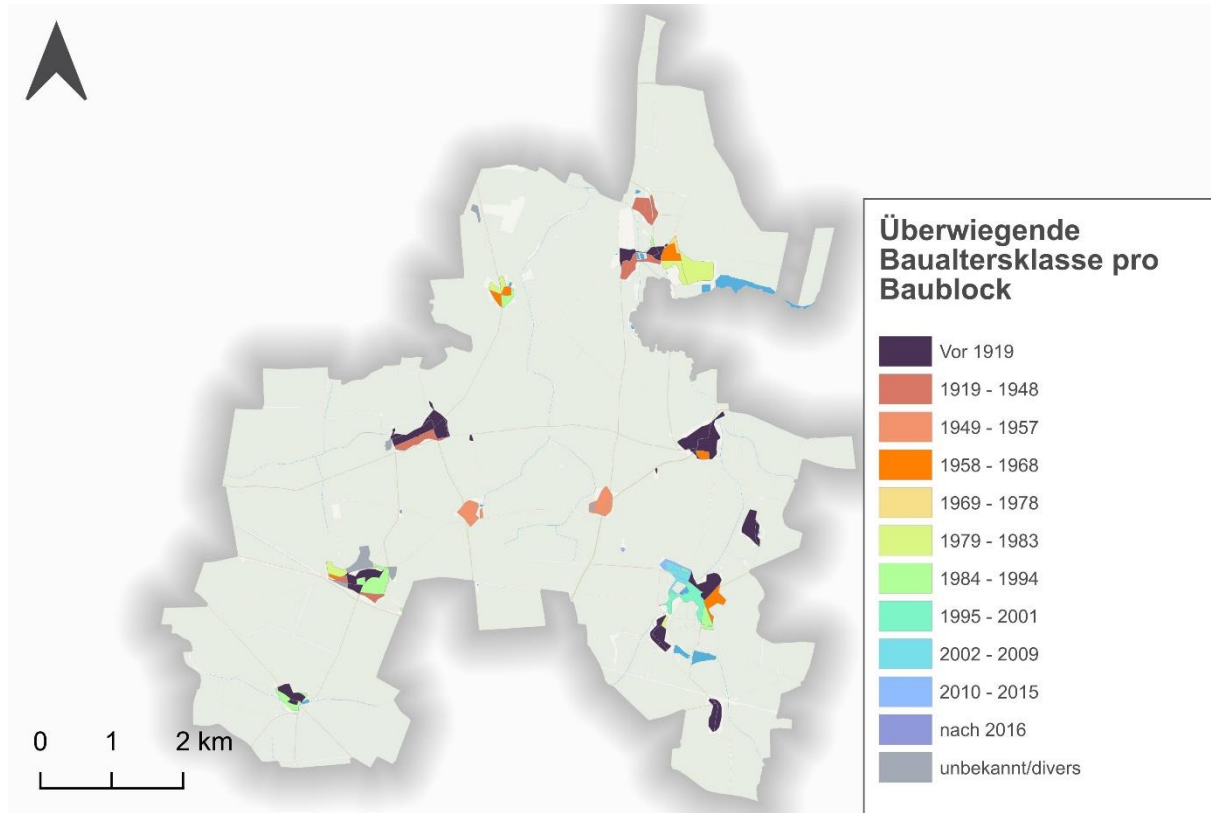 Überwiegende
Baualtersklasse pro
Baublock
Vor 1919
1919 - 1948
1949 - 1957
1958 - 1968
1969 - 1978
1979 - 1983
1984 - 1994
1995 - 2001
2002 - 2009
2010 - 2015
nach 2016
unbekannt/divers
0 1 2 km